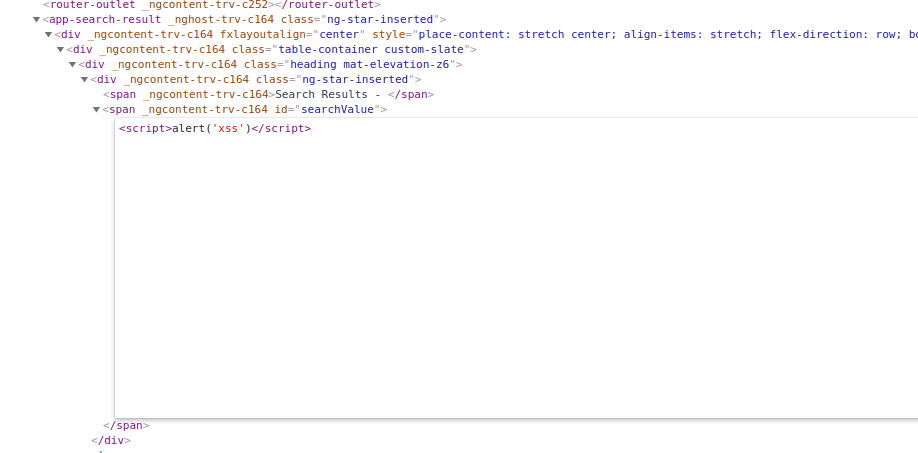 <router-outlet _ngcontent-trv-c252></router-outlet>
▼<app-search-result _nghost-trv-c164 class="ng-star-inserted">
▼<div _ngcontent-trv-c164 fxlayoutalign="center" style="place-content: stretch center; align-items: stretch; flex-direction: row; bo
▼<div _ngcontent-trv-c164 class="table-container custom-slate">
▼<div _ngcontent-trv-c164 class="heading mat-elevation-z6">
▼<div _ngcontent-trv-c164 class="ng-star-inserted">
<span _ngcontent-trv-c164>Search Results - </span>
▼<span _ngcontent-trv-c164 id="searchValue">
<script>alert('xss')</script>
</span>
</div>